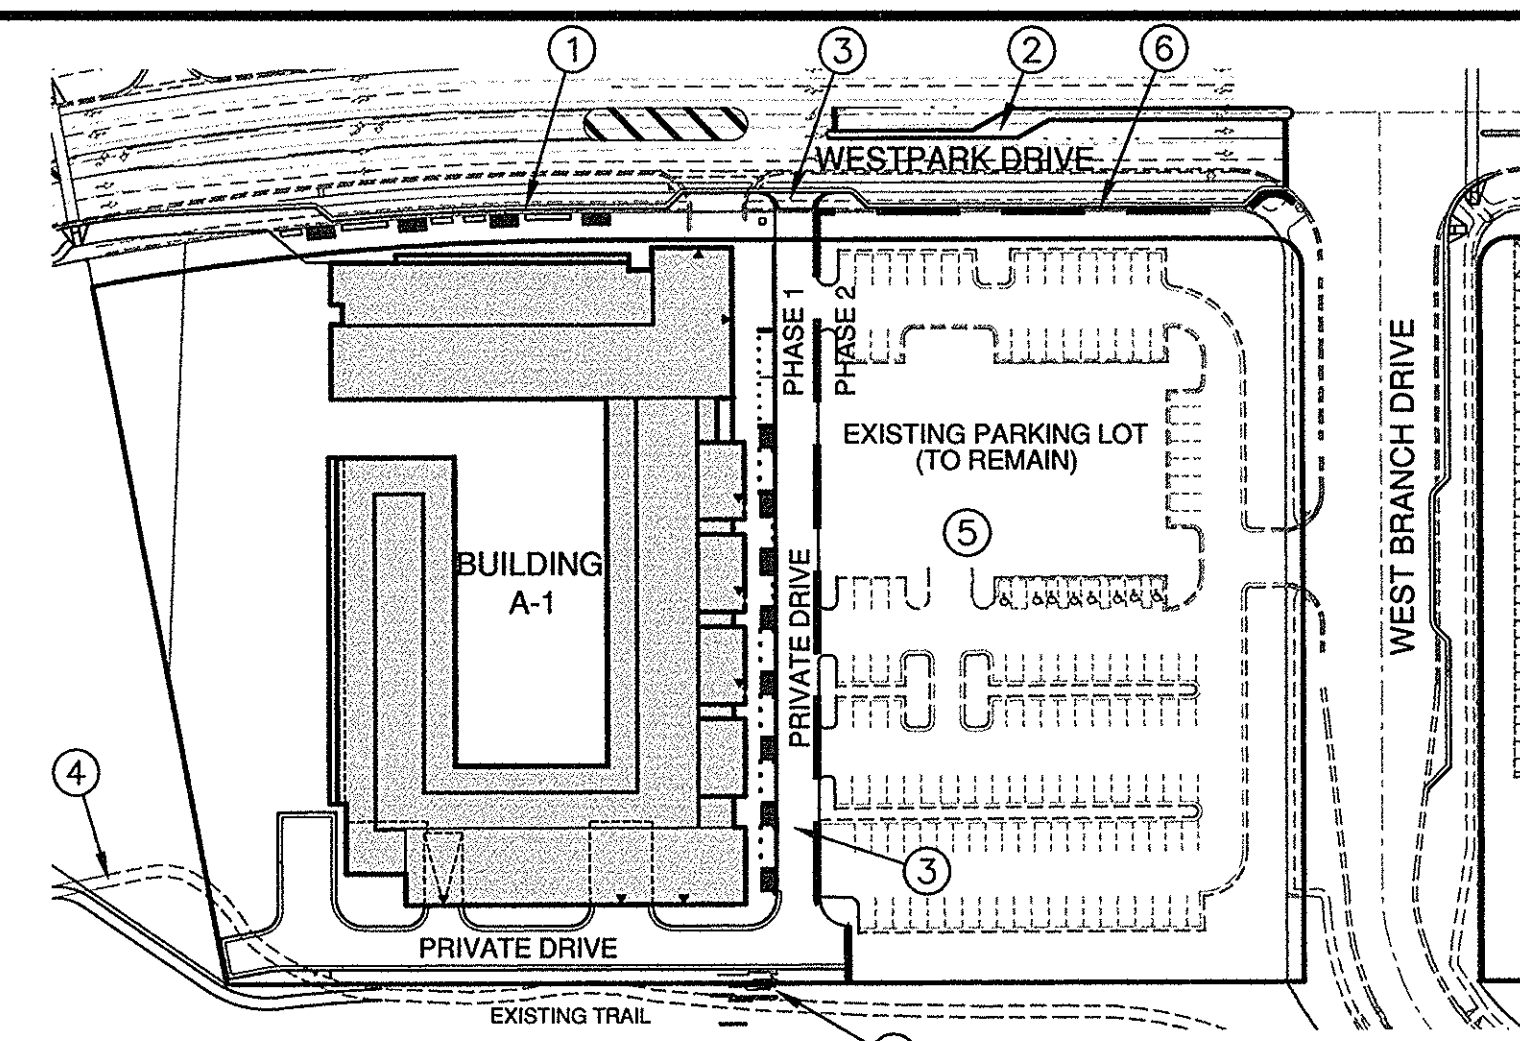 1
3
2
6
WESTPARK DRIVE
PHASE 1
PHASE 2
EXISTING PARKING LOT
(TO REMAIN)
WEST BRANCH DRIVE
5
BUILDING
A-1
PRIVATE DRIVE
4
3
PRIVATE DRIVE
EXISTING TRAIL